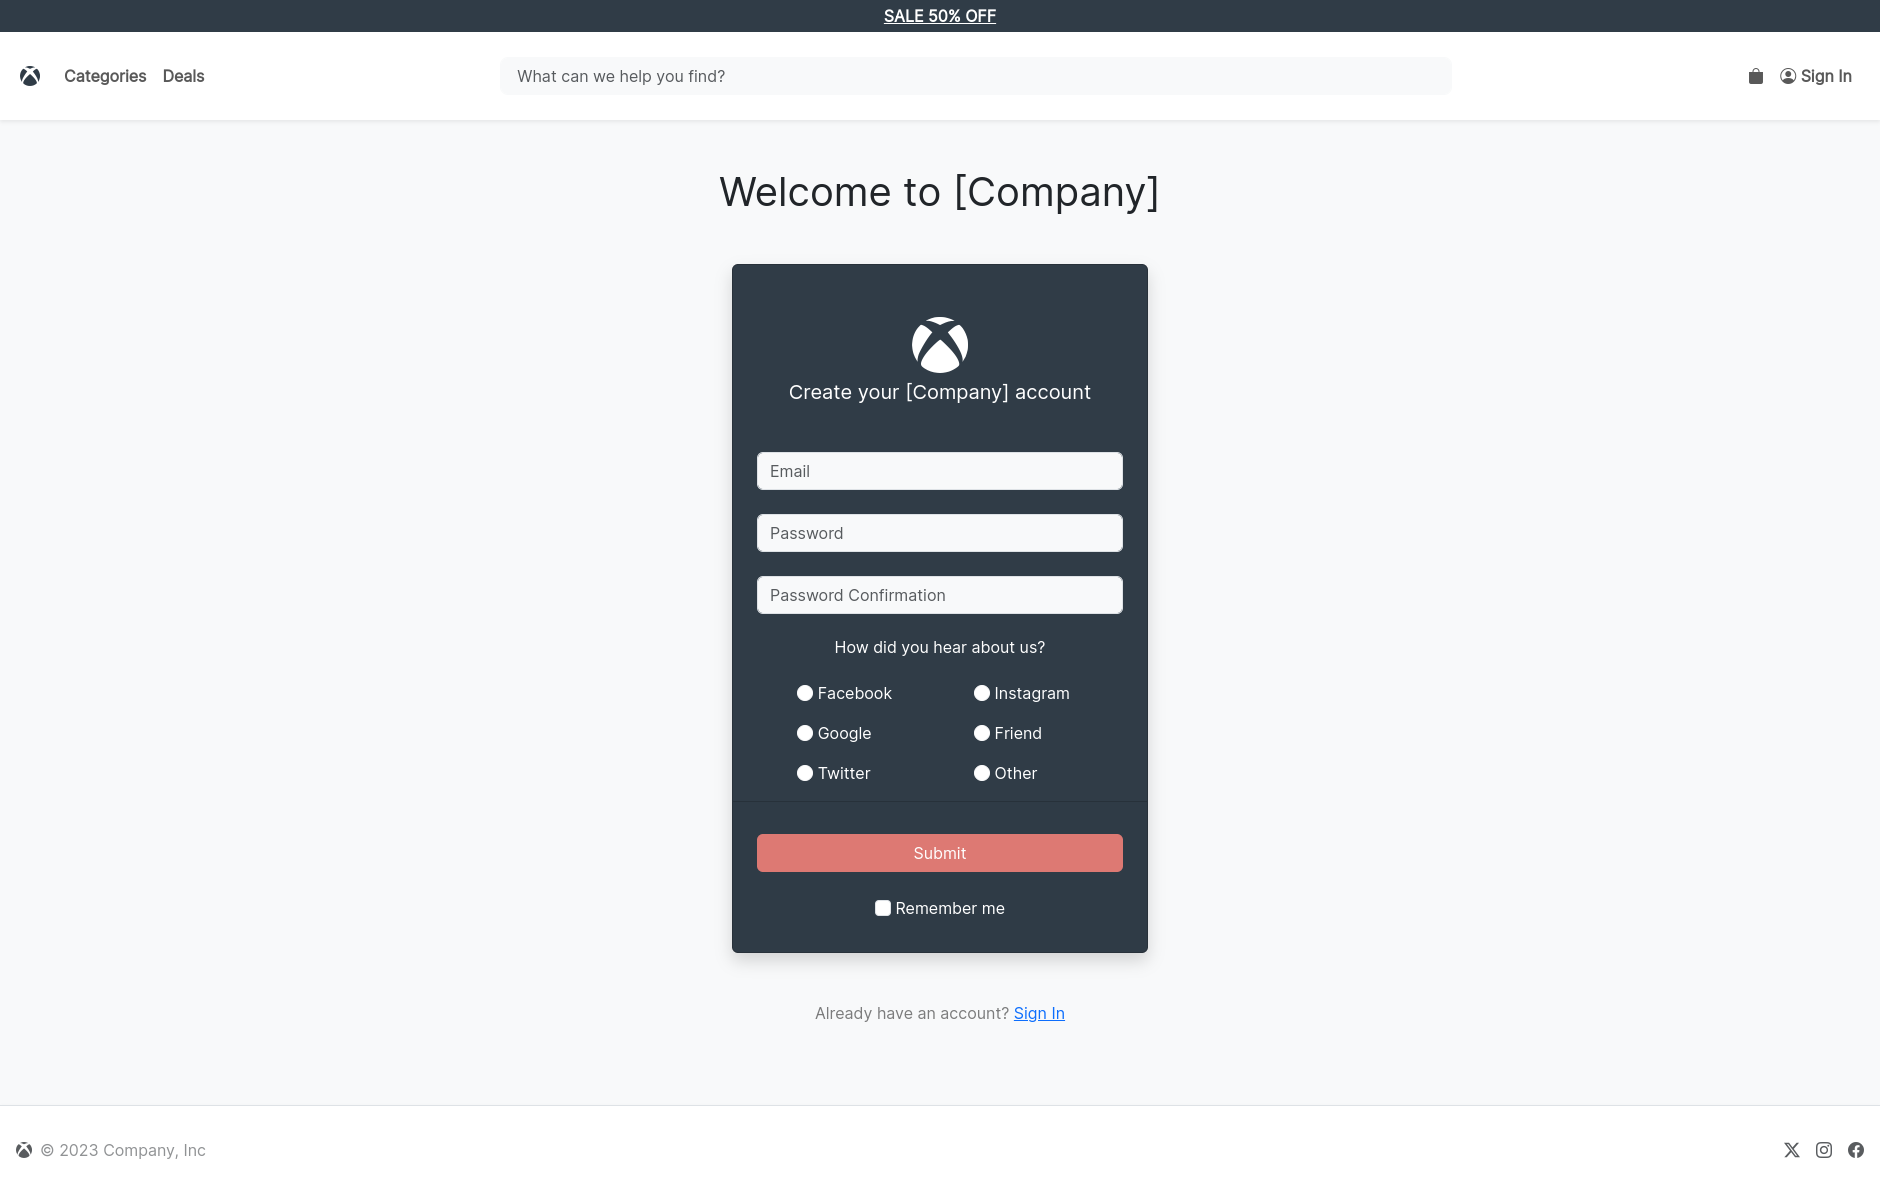 SALE 50% OFF
Categories Deals What can we help you find? Sign In
Welcome to [Company]
Create your [Company] account
Email
Password
Password Confirmation
How did you hear about us?
Facebook Instagram
Google Friend
Twitter Other
Submit
Remember me
Already have an account? Sign In
© 2023 Company, Inc